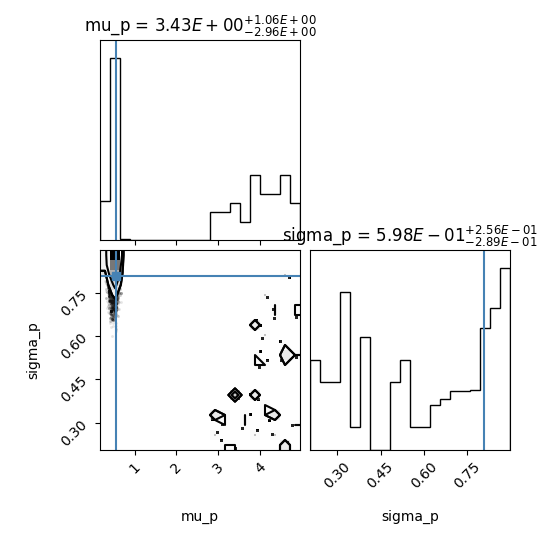 mu_p = 3.43E + 00 +1.06E+00 −2.96E+00
sigma_p = 5.98E − 01 +2.56E−01 −2.89E−01
0.75
0.60
0.45
0.30
sigma_p
1 2 3 4
0.30 0.45 0.60 0.75
mu_p
sigma_p